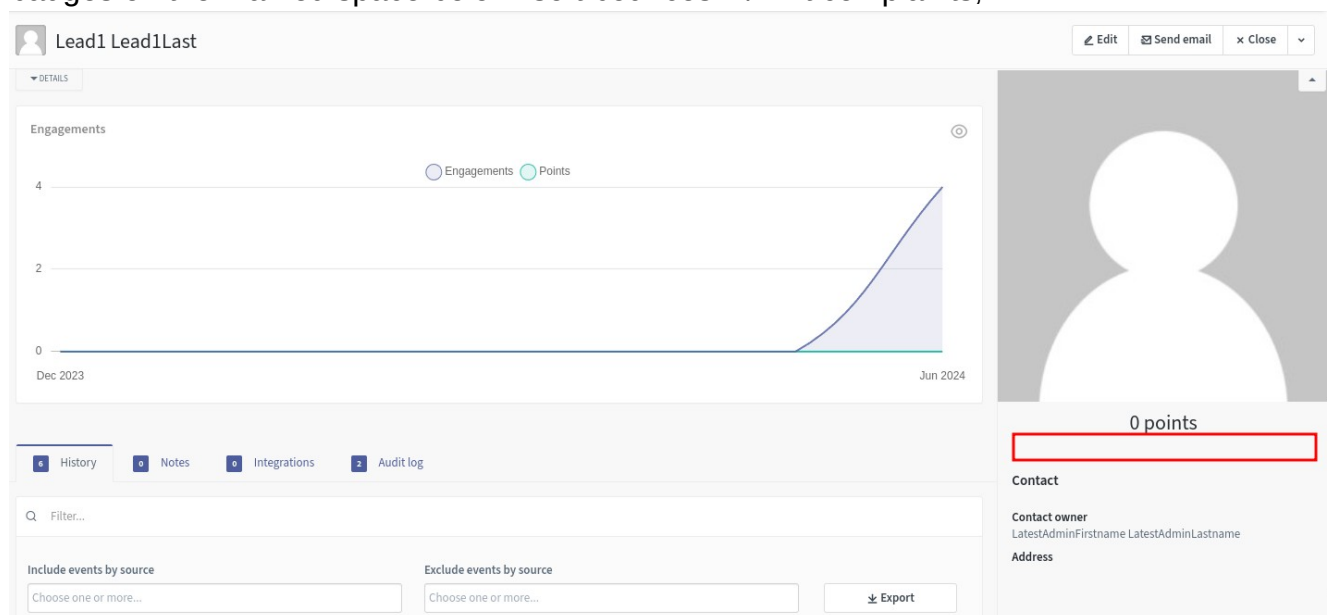 Lead1 Lead1Last
Edit Send email × Close
DETAILS
Engagements
Engagements Points
4
2
0
Dec 2023 Jun 2024
0 points
6 History 0 Notes 0 Integrations 2 Audit log
Contact
Filter...
Contact owner
LatestAdminFirstname LatestAdminLastname
Address
Include events by source Exclude events by source
Choose one or more... Choose one or more... Export